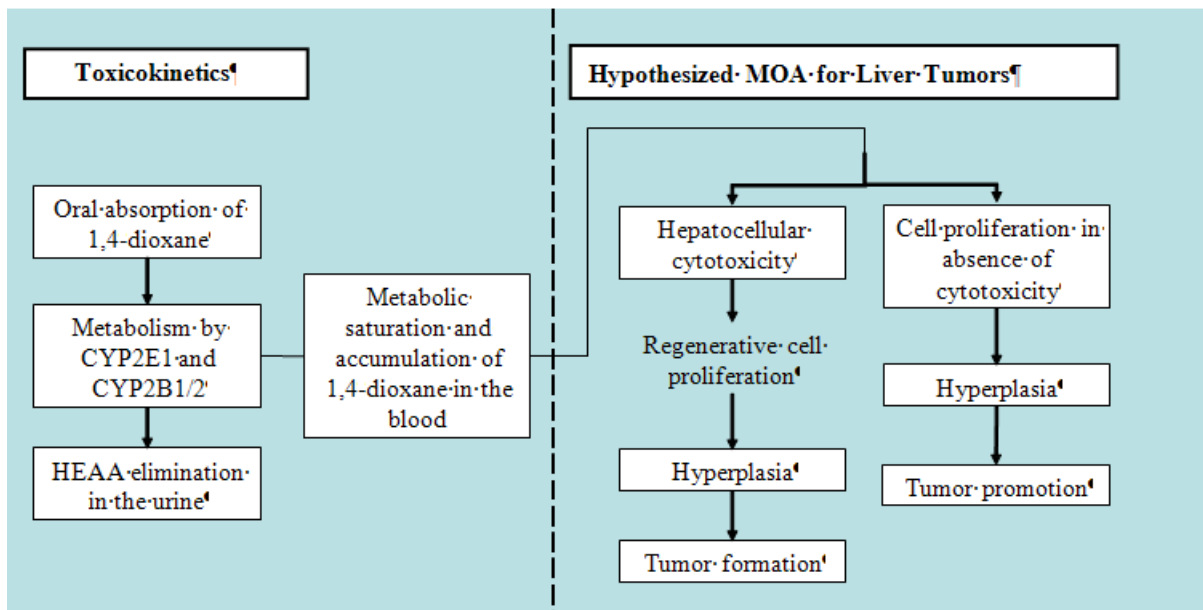 Toxicokinetics¶
Hypothesized· MOA·for·Liver·Tumors¶
Oral·absorption·of·
1,4-dioxane¶
Metabolism·by·
CYP2E1·and
CYP2B1/2¶
HEAA·elimination·
in·the·urine¶
Metabolic·
saturation·and
accumulation·of
1,4-dioxane·in·the
blood
Hepatocellular·
cytotoxicity¶
Regenerative·cell·
proliferation¶
Hyperplasia¶
Tumor·formation¶
Cell·proliferation·in·
absence·of
cytotoxicity¶
Hyperplasia¶
Tumor·promotion¶